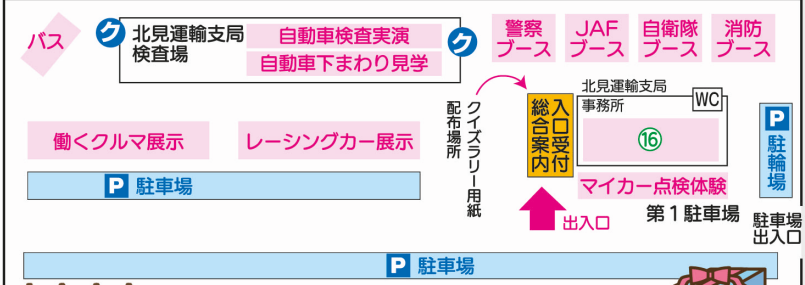 バス
ク
北見運輸支局
検査場
自動車検査実演
自動車下まわり見学
ク
警察
ブース
JAF
ブース
自衛隊
ブース
消防
ブース
クイズラリー用紙
配布場所
入口受付
総合案内
北見運輸支局
事務所
WC
⑯
P
駐輪場
働くクルマ展示
レーシングカー展示
P 駐車場
マイカー点検体験
出入口
第1駐車場
駐車場
出入口
P 駐車場